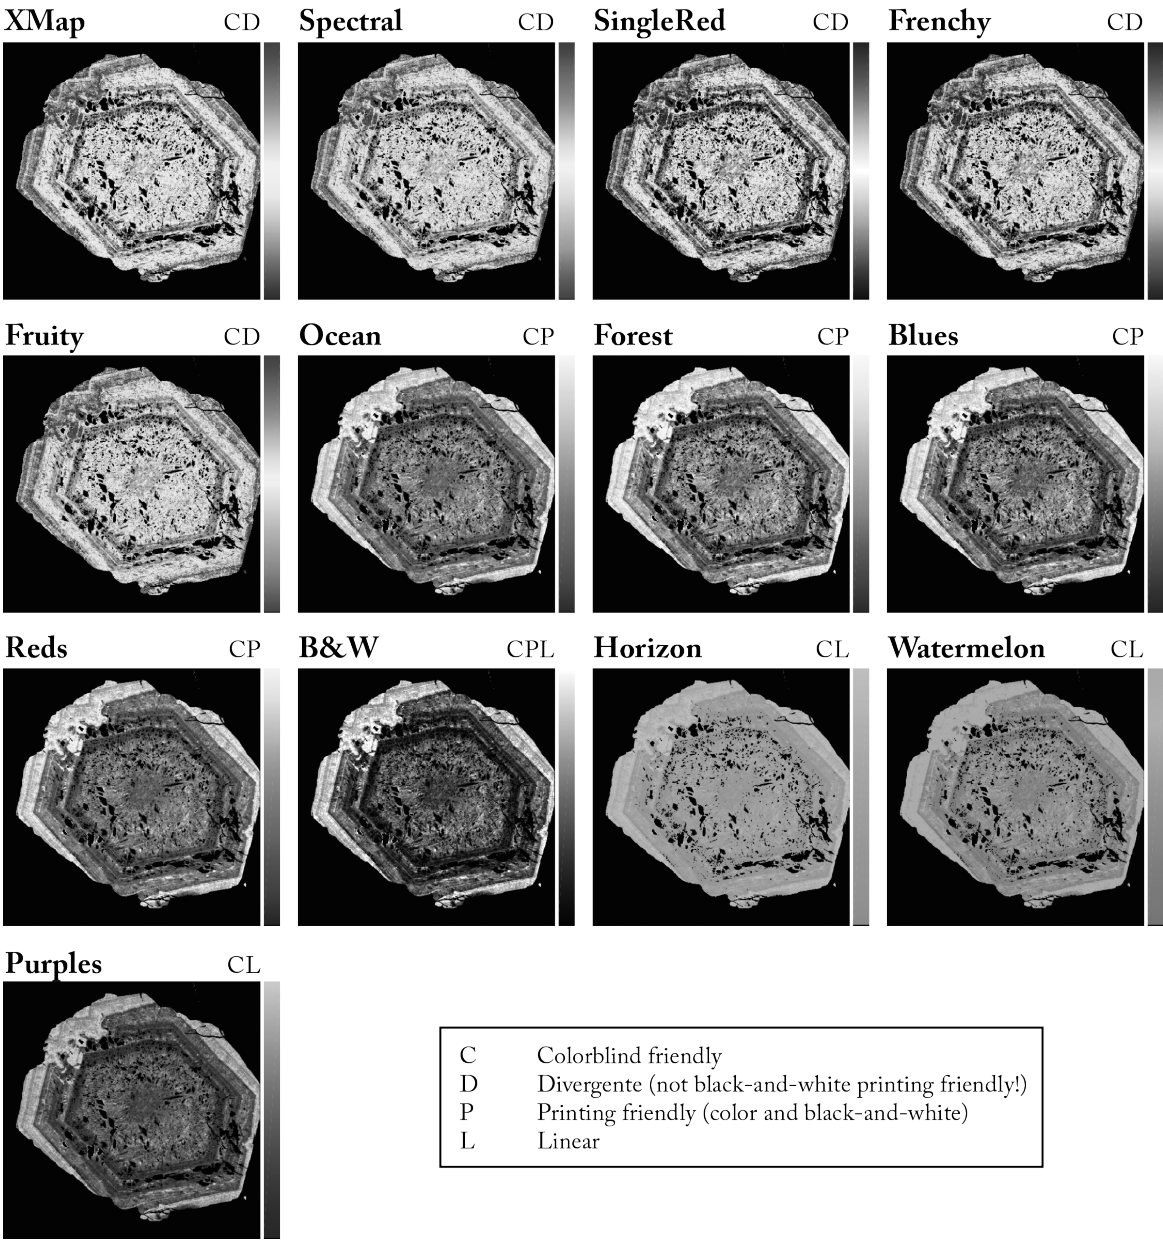 XMap CD Spectral CD SingleRed CD Frenchy CD
Fruity CD Ocean CP Forest CP Blues CP
Reds CP B&W CPL Horizon CL Watermelon CL
Purples CL
C Colorblind friendly
D Divergente (not black-and-white printing friendly!)
P Printing friendly (color and black-and-white)
L Linear